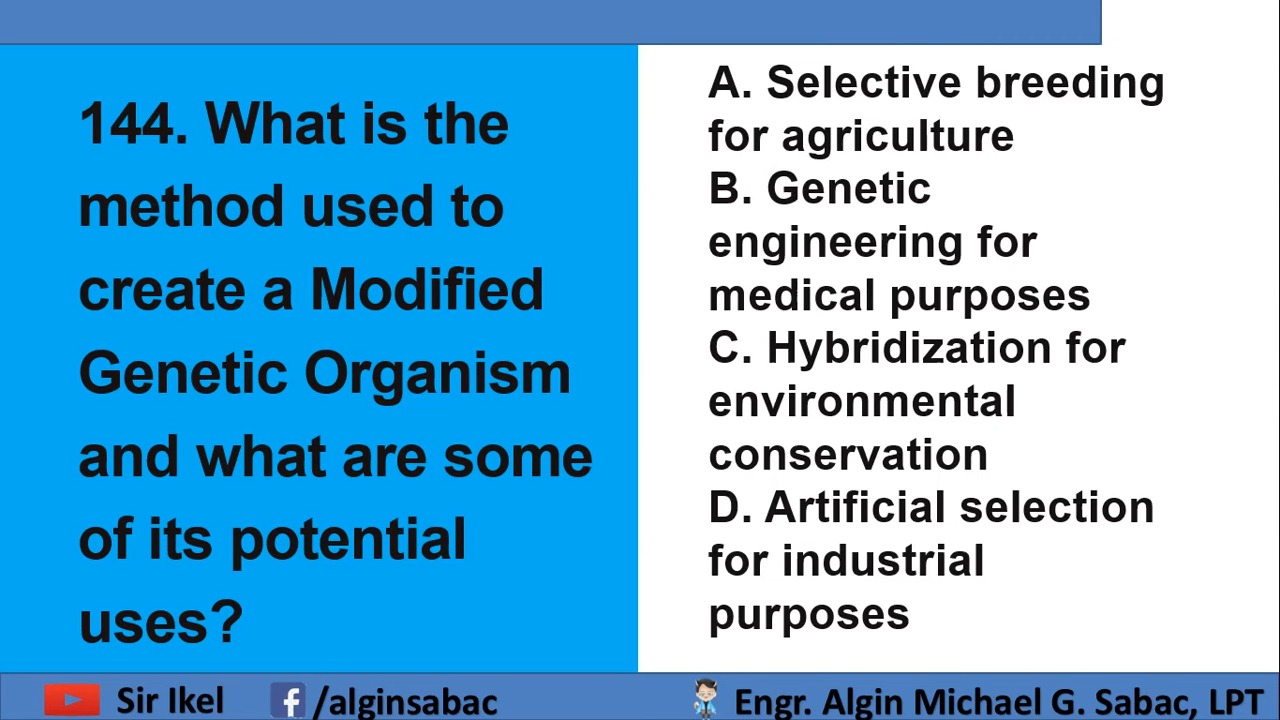 144. What is the
method used to
create a Modified
Genetic Organism
and what are some
of its potential
uses?
A. Selective breeding
for agriculture
B. Genetic
engineering for
medical purposes
C. Hybridization for
environmental
conservation
D. Artificial selection
for industrial
purposes
Sir Ikel
f /alginsabac
Engr. Algin Michael G. Sabac, LPT